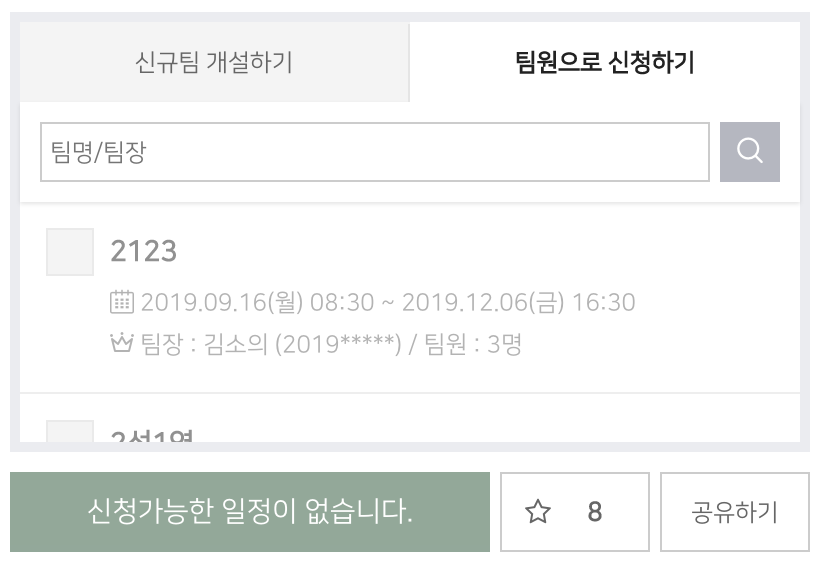 신규팀 개설하기
팀원으로 신청하기
팀명/팀장
2123
2019.09.16(월) 08:30 ~ 2019.12.06(금) 16:30
팀장 : 김소의 (2019*****) / 팀원 : 3명
신청가능한 일정이 없습니다.
8
공유하기